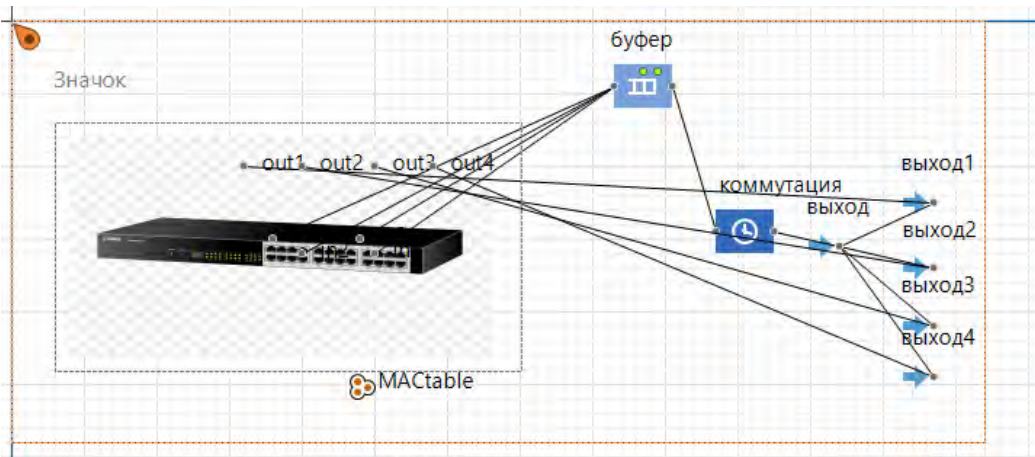 буфер
Значок
out1 out2 out3 out4
выход1
коммутация
выход
выход2
выход3
выход4
MACtable